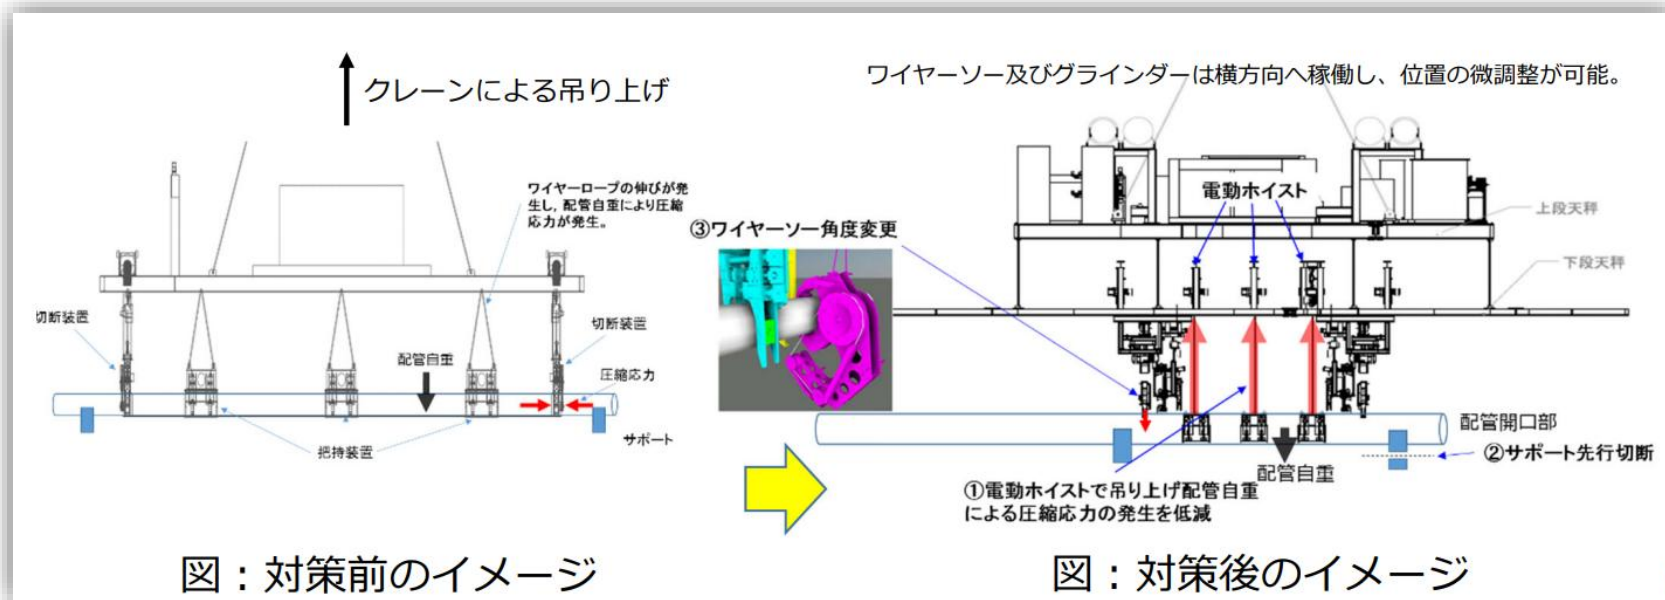 クレーンによる吊り上げ
ワイヤーロープの伸びが発
生し，配管自重により圧縮
応力が発生。
切断装置
切断装置
配管自重
圧縮応力
サポート
把持装置
図：対策前のイメージ
ワイヤーソー及びグラインダーは横方向へ稼働し、位置の微調整が可能。
電動ホイスト
上段天秤
③ワイヤーソー角度変更
下段天秤
配管開口部
②サポート先行切断
配管自重
①電動ホイストで吊り上げ配管自重
による圧縮応力の発生を低減
図：対策後のイメージ